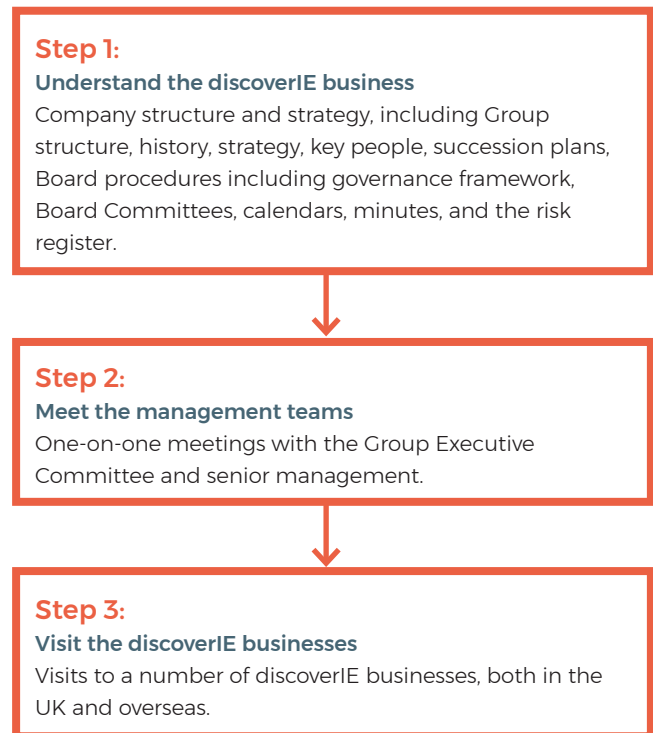 Step 1:
Understand the discoverIE business
Company structure and strategy, including Group
structure, history, strategy, key people, succession plans,
Board procedures including governance framework,
Board Committees, calendars, minutes, and the risk
register.
Step 2:
Meet the management teams
One-on-one meetings with the Group Executive
Committee and senior management.
Step 3:
Visit the discoverIE businesses
Visits to a number of discoverIE businesses, both in the
UK and overseas.